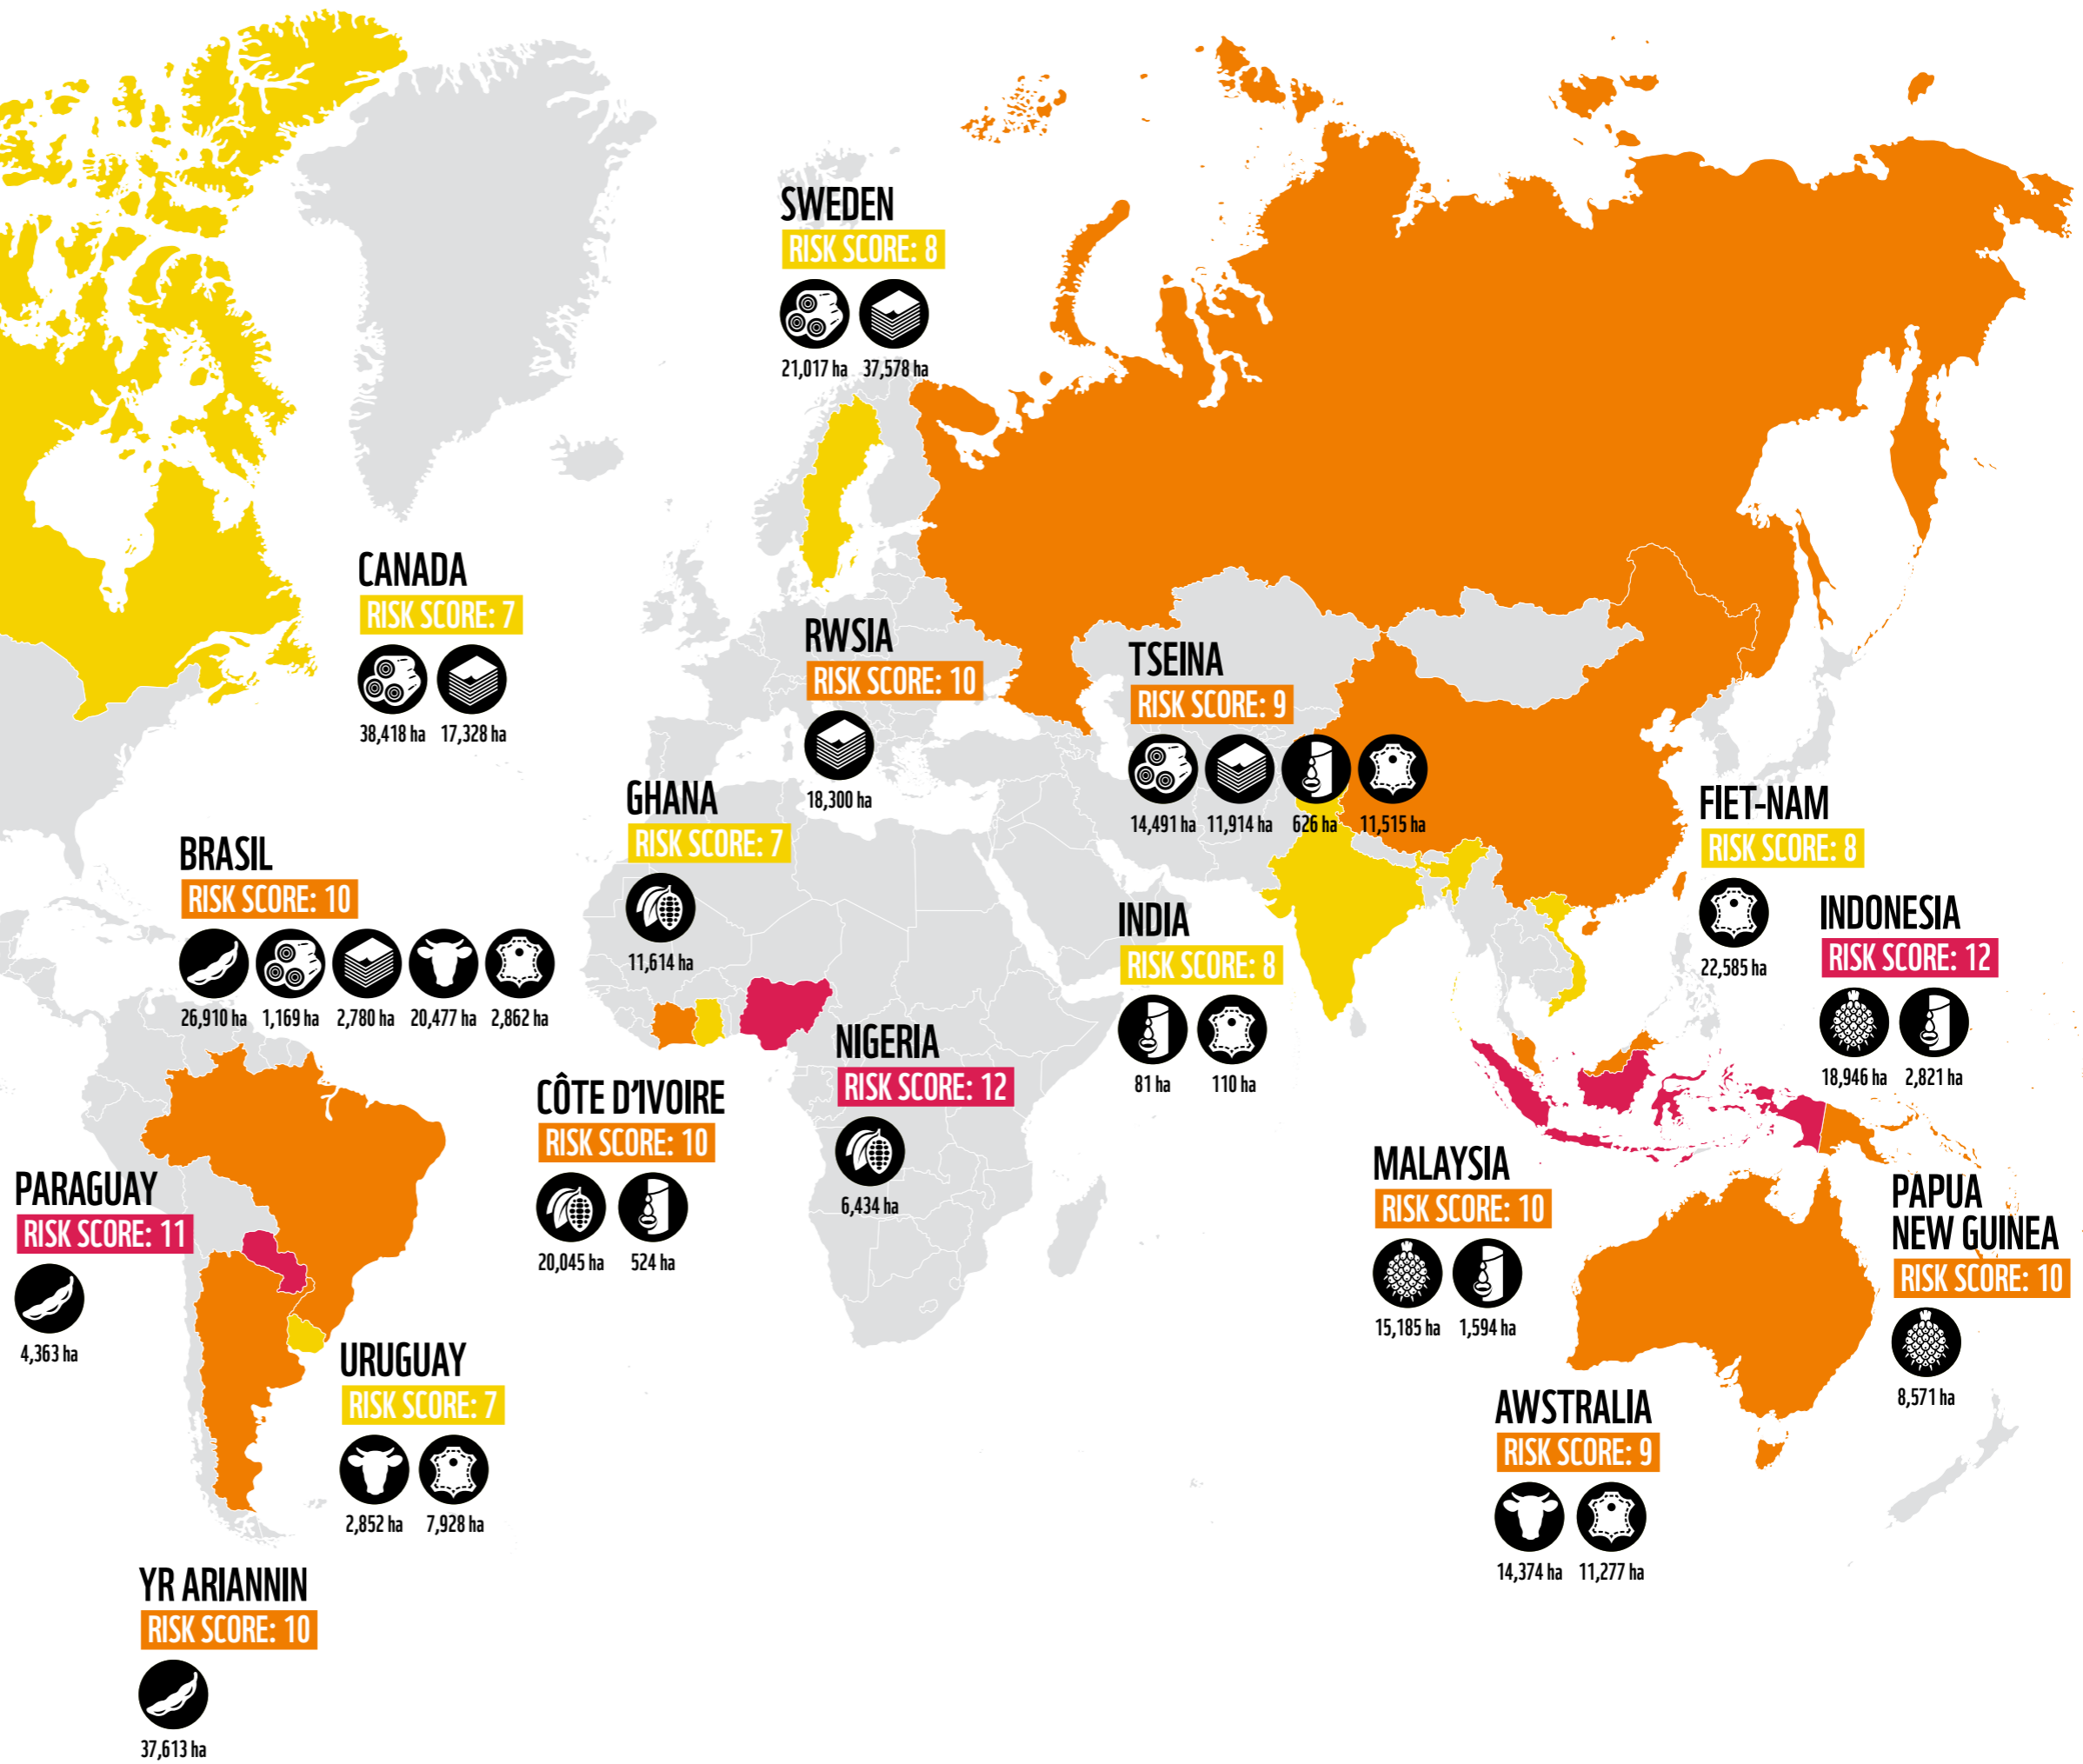 SWEDEN
RISK SCORE: 8
21,017 ha 37,578 ha
CANADA
RISK SCORE: 7
38,418 ha 17,328 ha
RWSIA
RISK SCORE: 10
18,300 ha
TSEINA
RISK SCORE: 9
14,491 ha 11,914 ha 626 ha 11,515 ha
GHANA
RISK SCORE: 7
11,614 ha
FIET-NAM
RISK SCORE: 8
22,585 ha
BRASIL
RISK SCORE: 10
26,910 ha 1,169 ha 2,780 ha 20,477 ha 2,862 ha
INDIA
RISK SCORE: 8
81 ha 110 ha
INDONESIA
RISK SCORE: 12
18,946 ha 2,821 ha
NIGERIA
RISK SCORE: 12
6,434 ha
CÔTE D'IVOIRE
RISK SCORE: 10
20,045 ha 524 ha
MALAYSIA
RISK SCORE: 10
15,185 ha 1,594 ha
PARAGUAY
RISK SCORE: 11
4,363 ha
PAPUA
NEW GUINEA
RISK SCORE: 10
8,571 ha
URUGUAY
RISK SCORE: 7
2,852 ha 7,928 ha
AWSTRALIA
RISK SCORE: 9
14,374 ha 11,277 ha
YR ARIANNIN
RISK SCORE: 10
37,613 ha